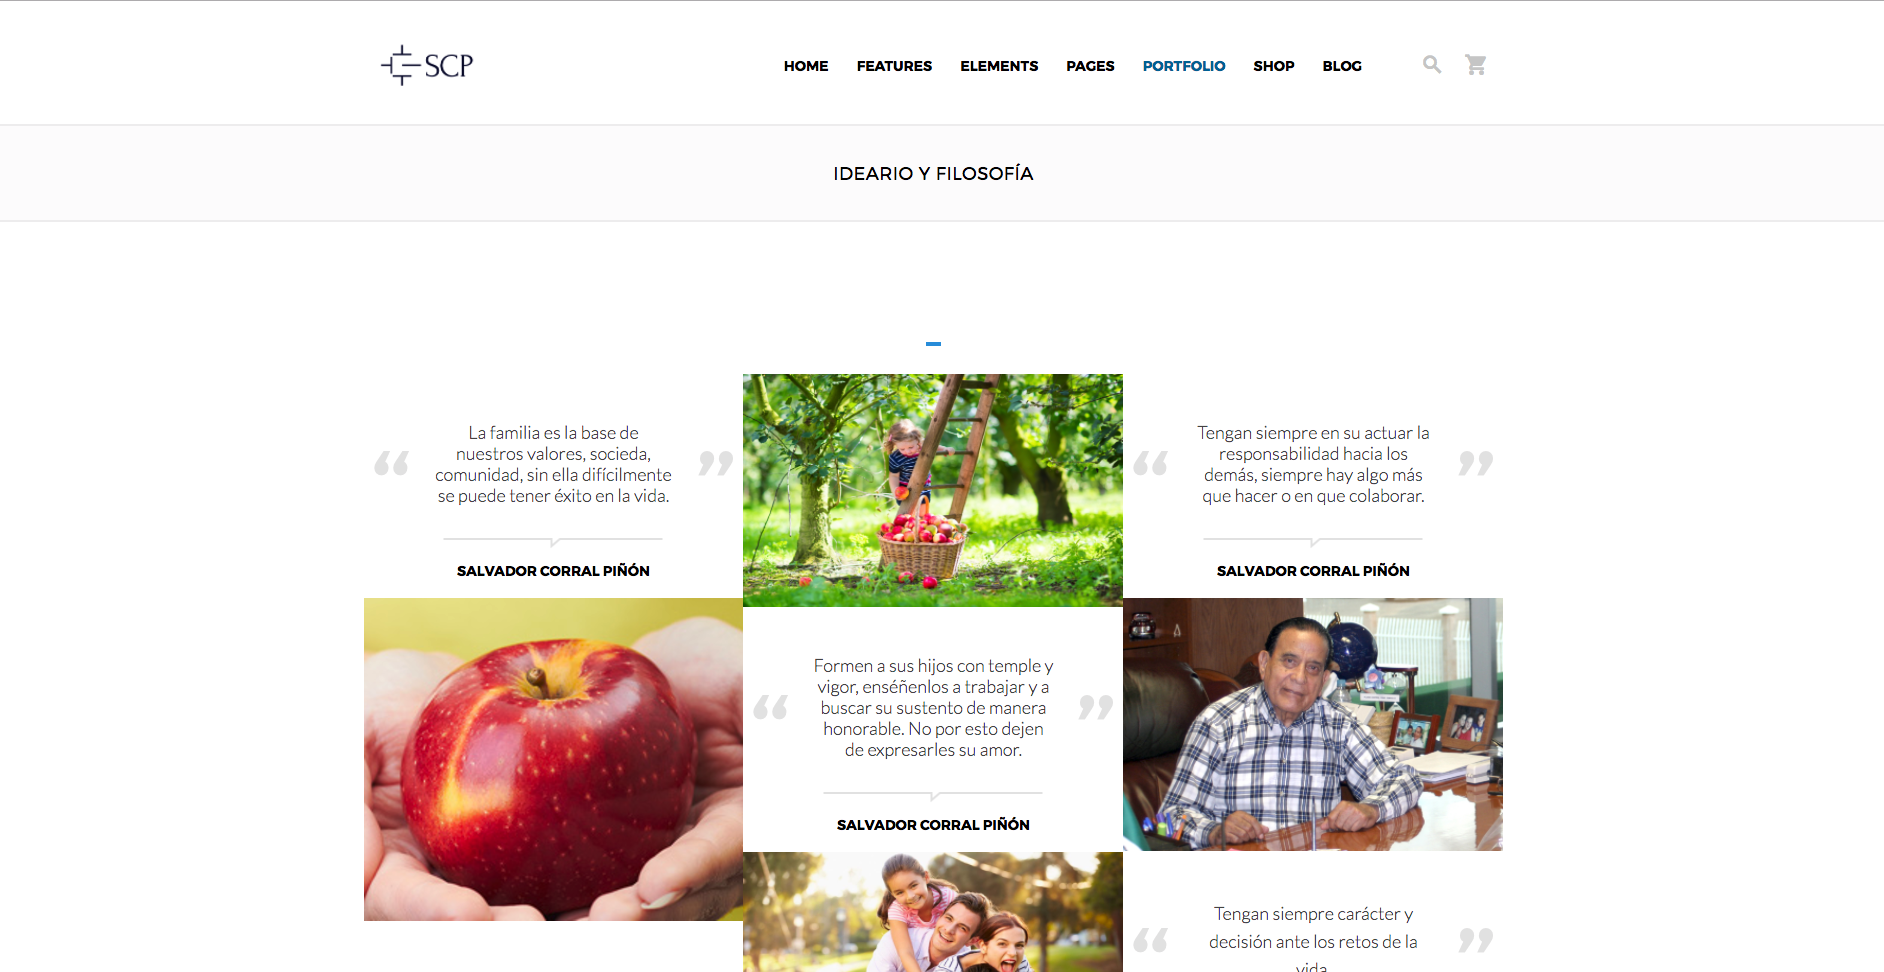 SCP
HOME FEATURES ELEMENTS PAGES PORTFOLIO SHOP BLOG
IDEARIO Y FILOSOFÍA
La familia es la base de
nuestros valores, socieda,
comunidad, sin ella difícilmente
se puede tener éxito en la vida.
SALVADOR CORRAL PIÑÓN
Tengan siempre en su actuar la
responsabilidad hacia los
demás, siempre hay algo más
que hacer o en que colaborar.
SALVADOR CORRAL PIÑÓN
Formen a sus hijos con temple y
vigor, enséñenlos a trabajar y a
buscar su sustento de manera
honorable. No por esto dejen
de expresarles su amor.
SALVADOR CORRAL PIÑÓN
Tengan siempre carácter y
decisión ante los retos de la
vida